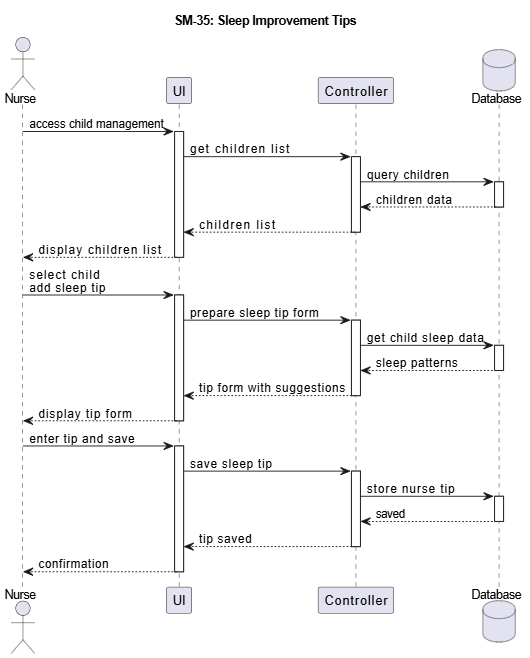 SM-35: Sleep Improvement Tips
Nurse
UI
Controller
Database
access child management
get children list
query children
children data
children list
display children list
select child
add sleep tip
prepare sleep tip form
get child sleep data
sleep patterns
tip form with suggestions
display tip form
enter tip and save
save sleep tip
store nurse tip
saved
tip saved
confirmation
Nurse
UI
Controller
Database